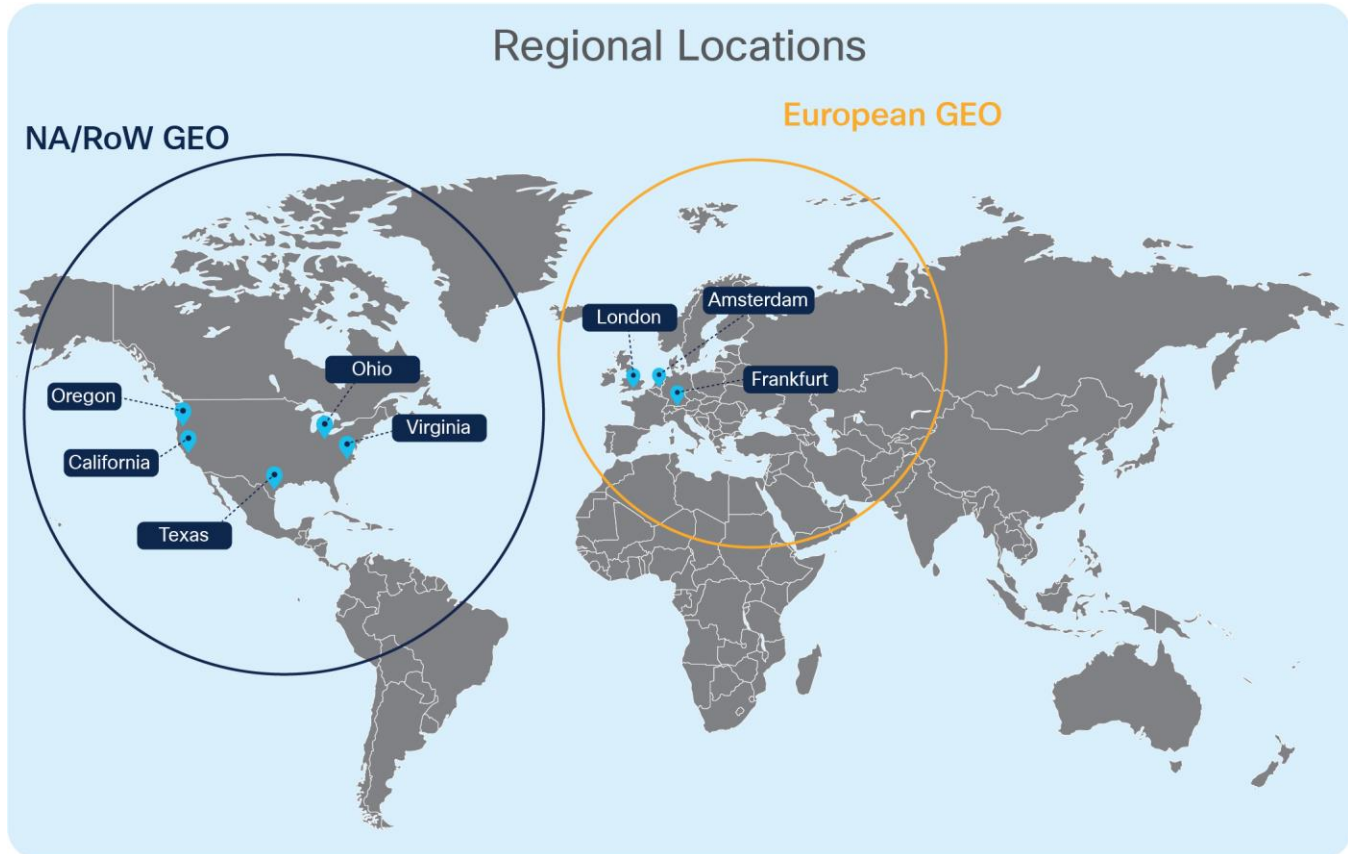 Regional Locations
NA/RoW GEO
European GEO
London
Amsterdam
Frankfurt
Ohio
Oregon
Virginia
California
Texas